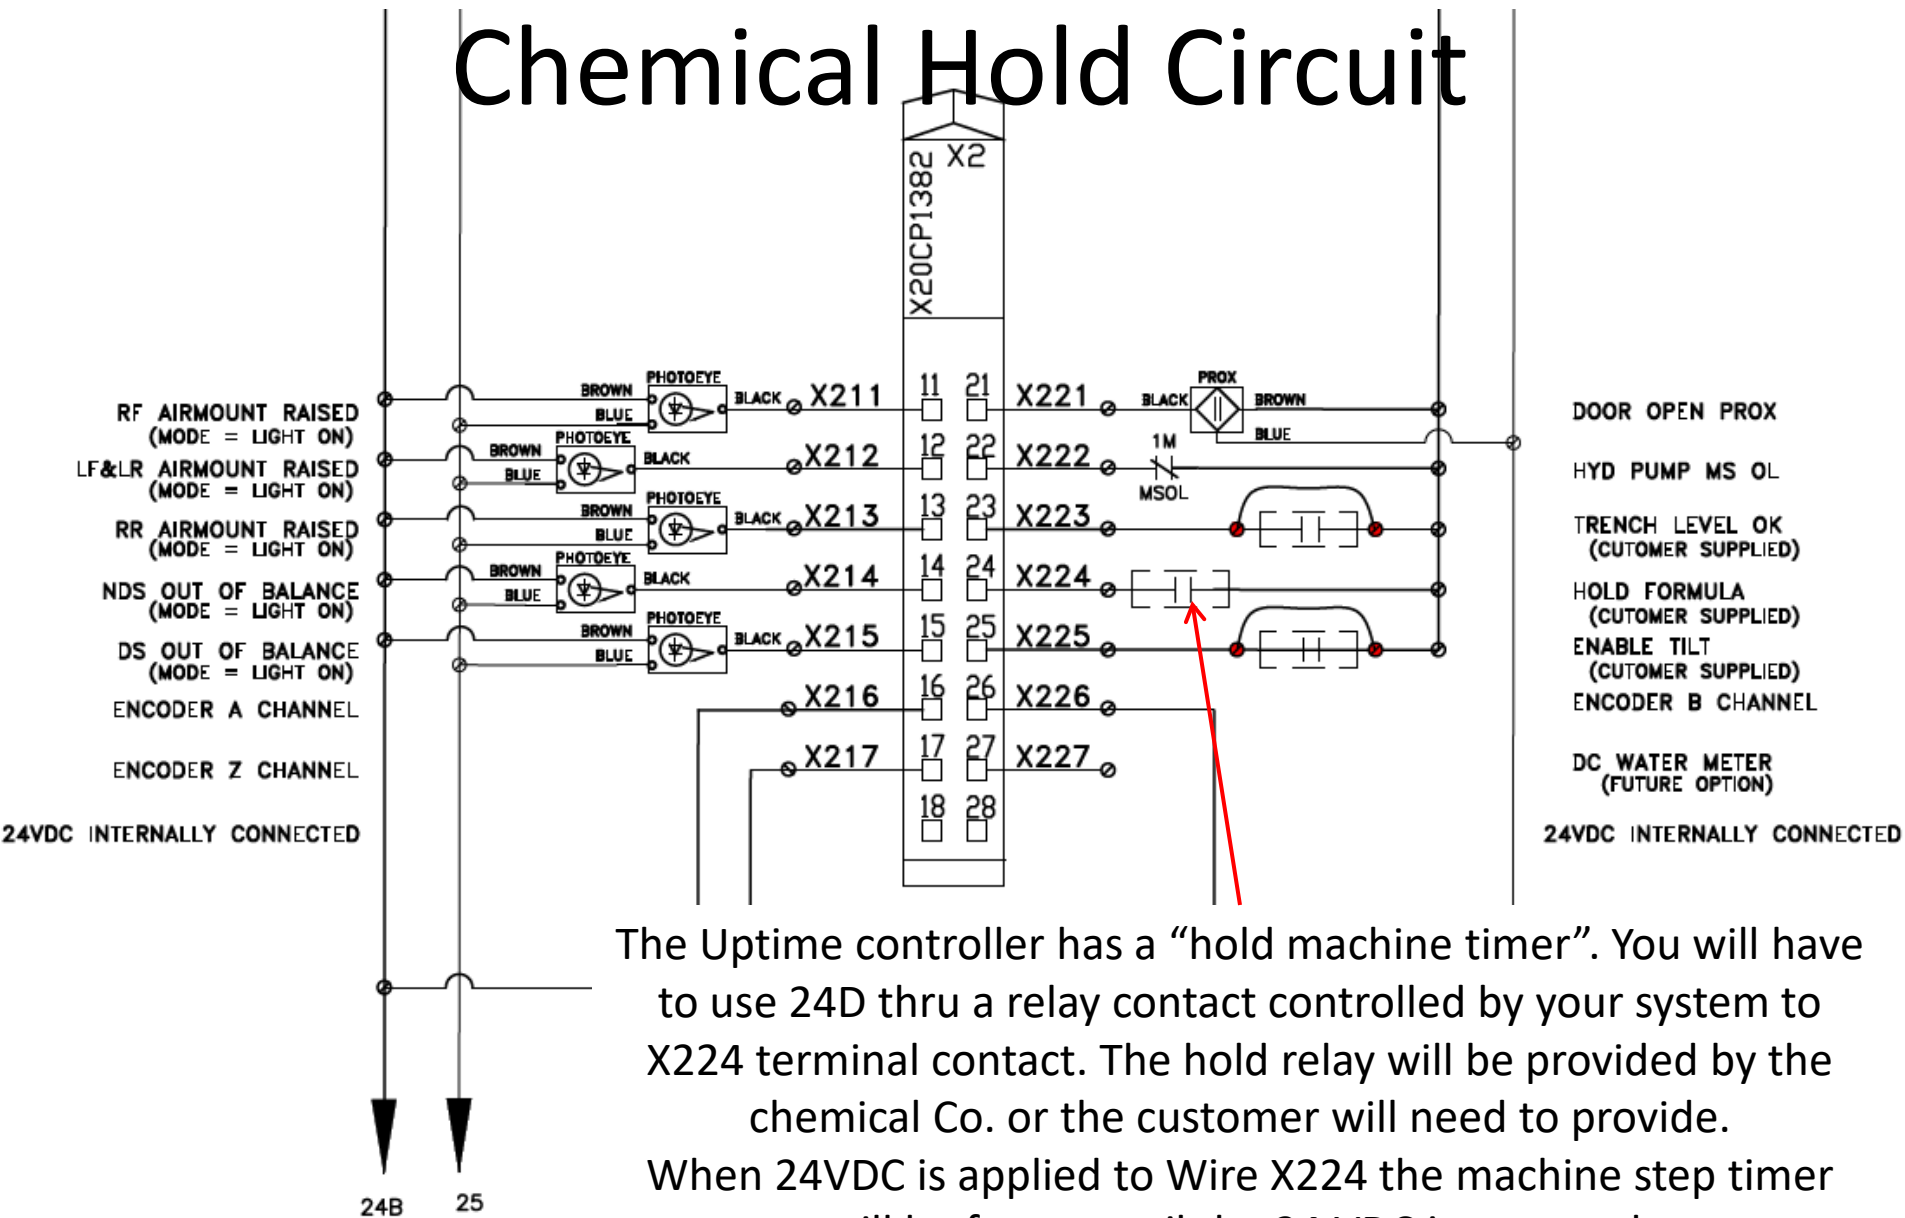 Chemical Hold Circuit
X2
X20CP1382
RF AIRMOUNT RAISED
(MODE = LIGHT ON)
BROWN
BLUE
PHOTOEYE
BLACK
X211
11
21
X221
BLACK
PROX
BROWN
BLUE
DOOR OPEN PROX
LF&LR AIRMOUNT RAISED
(MODE = LIGHT ON)
BROWN
BLUE
PHOTOEYE
BLACK
X212
12
22
X222
1M
MSOL
HYD PUMP MS OL
RR AIRMOUNT RAISED
(MODE = LIGHT ON)
BROWN
BLUE
PHOTOEYE
BLACK
X213
13
23
X223
TRENCH LEVEL OK
(CUTOMER SUPPLIED)
NDS OUT OF BALANCE
(MODE = LIGHT ON)
BROWN
BLUE
PHOTOEYE
BLACK
X214
14
24
X224
HOLD FORMULA
(CUTOMER SUPPLIED)
DS OUT OF BALANCE
(MODE = LIGHT ON)
BROWN
BLUE
PHOTOEYE
BLACK
X215
15
25
X225
ENABLE TILT
(CUTOMER SUPPLIED)
ENCODER A CHANNEL
X216
16
26
X226
ENCODER B CHANNEL
ENCODER Z CHANNEL
X217
17
27
X227
DC WATER METER
(FUTURE OPTION)
24VDC INTERNALLY CONNECTED
18
28
24VDC INTERNALLY CONNECTED
The Uptime controller has a “hold machine timer”. You will have
to use 24D thru a relay contact controlled by your system to
X224 terminal contact. The hold relay will be provided by the
chemical Co. or the customer will need to provide.
When 24VDC is applied to Wire X224 the machine step timer
24B
25